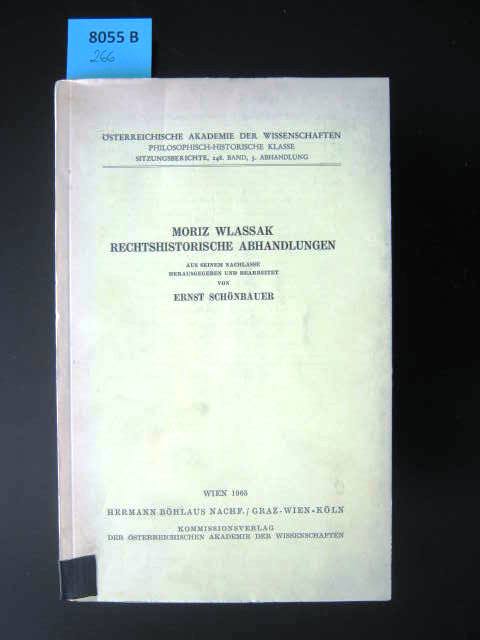 8055 B
266
ÖSTERREICHISCHE AKADEMIE DER WISSENSCHAFTEN
PHILOSOPHISCH-HISTORISCHE KLASSE
SITZUNGSBERICHTE, 248. BAND, 5. ABHANDLUNG
MORIZ WLASSAK
RECHTSHISTORISCHE ABHANDLUNGEN
AUS SEINEM NACHLASSE
HERAUSGEGEBEN UND BEARBEITET
VON
ERNST SCHÖNBAUER
WIEN 1965
HERMANN BÖHLAUS NACHF. / GRAZ-WIEN-KÖLN
KOMMISSIONSVERLAG
DER ÖSTERREICHISCHEN AKADEMIE DER WISSENSCHAFTEN